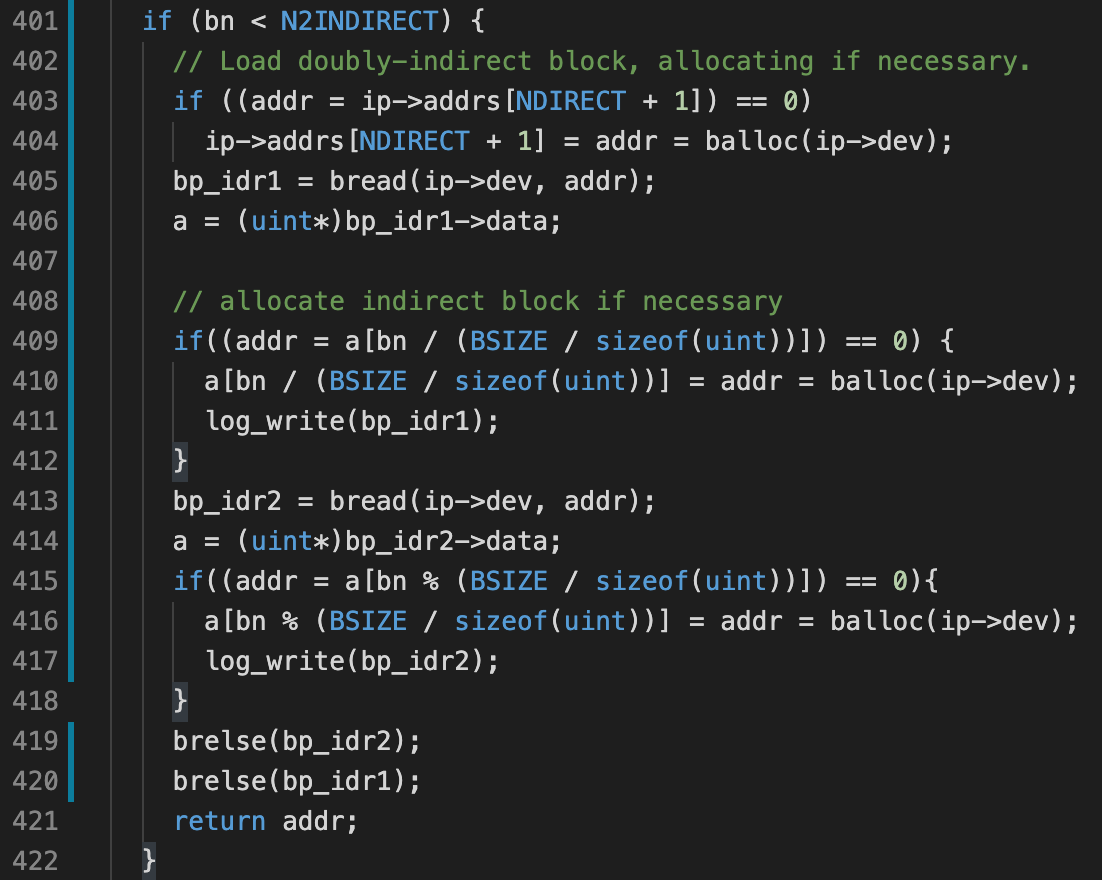 401 if (bn < N2INDIRECT) {
402 // Load doubly-indirect block, allocating if necessary.
403 if ((addr = ip->addrs[NDIRECT + 1]) == 0)
404 ip->addrs[NDIRECT + 1] = addr = balloc(ip->dev);
405 bp_idr1 = bread(ip->dev, addr);
406 a = (uint*)bp_idr1->data;
407
408 // allocate indirect block if necessary
409 if((addr = a[bn / (BSIZE / sizeof(uint))]) == 0) {
410 a[bn / (BSIZE / sizeof(uint))] = addr = balloc(ip->dev);
411 log_write(bp_idr1);
412 }
413 bp_idr2 = bread(ip->dev, addr);
414 a = (uint*)bp_idr2->data;
415 if((addr = a[bn % (BSIZE / sizeof(uint))]) == 0){
416 a[bn % (BSIZE / sizeof(uint))] = addr = balloc(ip->dev);
417 log_write(bp_idr2);
418 }
419 brelse(bp_idr2);
420 brelse(bp_idr1);
421 return addr;
422 }